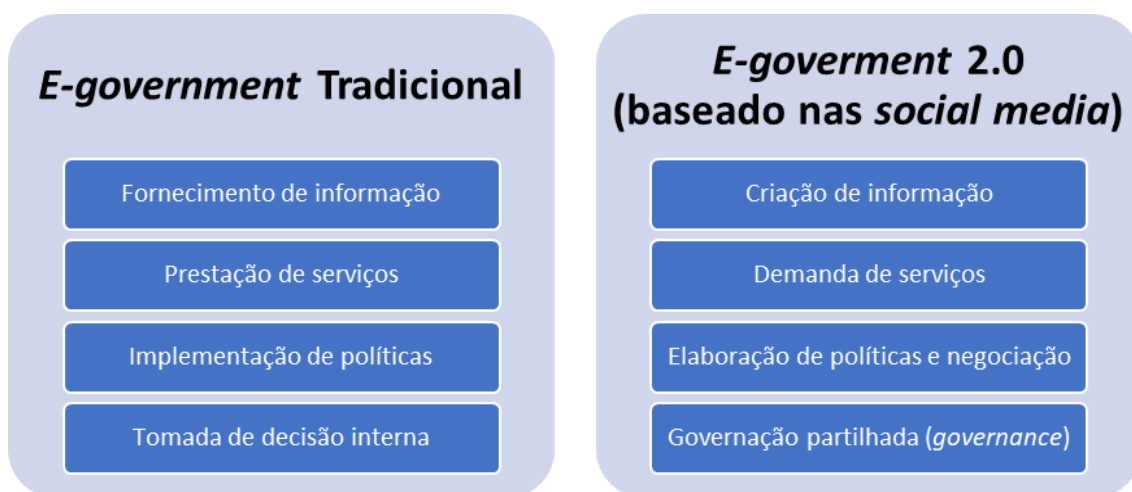 E-government Tradicional
Fornecimento de informação
Prestação de serviços
Implementação de políticas
Tomada de decisão interna
E-goverment 2.0
(baseado nas social media)
Criação de informação
Demanda de serviços
Elaboração de políticas e negociação
Governação partilhada (governance)